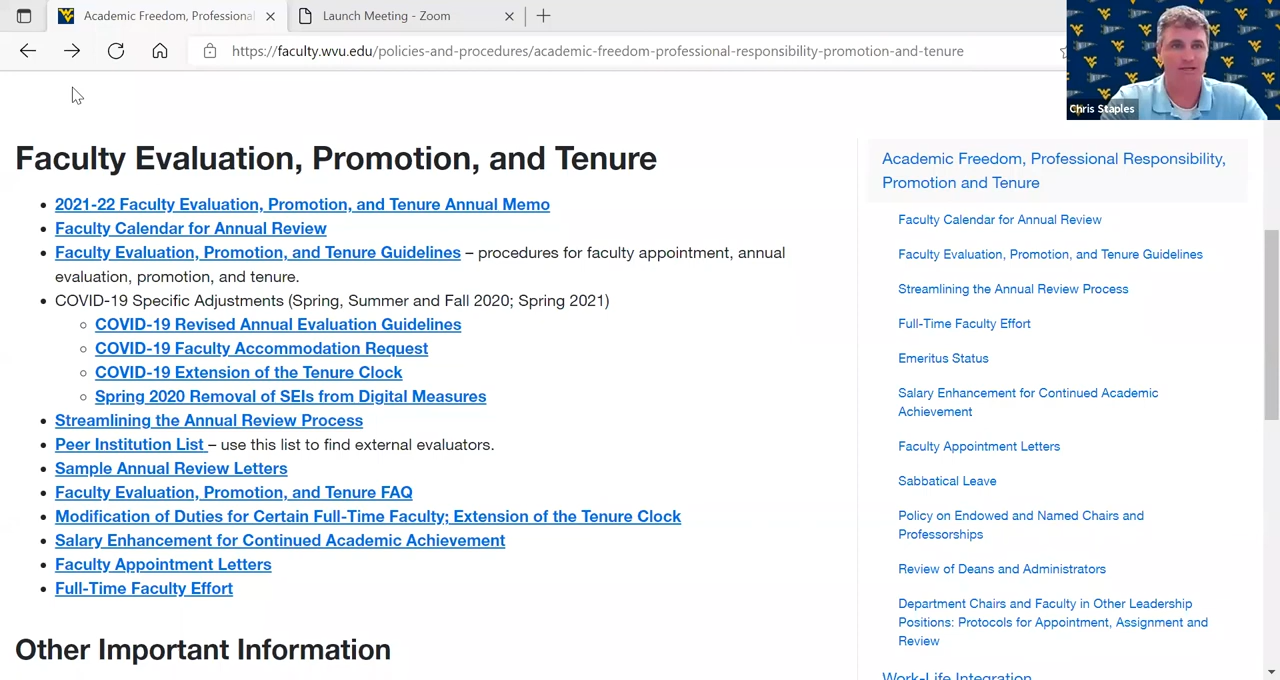 Academic Freedom, Professional
Launch Meeting - Zoom
https://faculty.wvu.edu/policies-and-procedures/academic-freedom-professional-responsibility-promotion-and-tenure
Chris Staples
Faculty Evaluation, Promotion, and Tenure
2021-22 Faculty Evaluation, Promotion, and Tenure Annual Memo
Faculty Calendar for Annual Review
Faculty Evaluation, Promotion, and Tenure Guidelines – procedures for faculty appointment, annual
evaluation, promotion, and tenure.
COVID-19 Specific Adjustments (Spring, Summer and Fall 2020; Spring 2021)
COVID-19 Revised Annual Evaluation Guidelines
COVID-19 Faculty Accommodation Request
COVID-19 Extension of the Tenure Clock
Spring 2020 Removal of SEIs from Digital Measures
Streamlining the Annual Review Process
Peer Institution List – use this list to find external evaluators.
Sample Annual Review Letters
Faculty Evaluation, Promotion, and Tenure FAQ
Modification of Duties for Certain Full-Time Faculty; Extension of the Tenure Clock
Salary Enhancement for Continued Academic Achievement
Faculty Appointment Letters
Full-Time Faculty Effort
Other Important Information
Academic Freedom, Professional Responsibility,
Promotion and Tenure
Faculty Calendar for Annual Review
Faculty Evaluation, Promotion, and Tenure Guidelines
Streamlining the Annual Review Process
Full-Time Faculty Effort
Emeritus Status
Salary Enhancement for Continued Academic
Achievement
Faculty Appointment Letters
Sabbatical Leave
Policy on Endowed and Named Chairs and
Professorships
Review of Deans and Administrators
Department Chairs and Faculty in Other Leadership
Positions: Protocols for Appointment, Assignment and
Review
Work-Life Integration